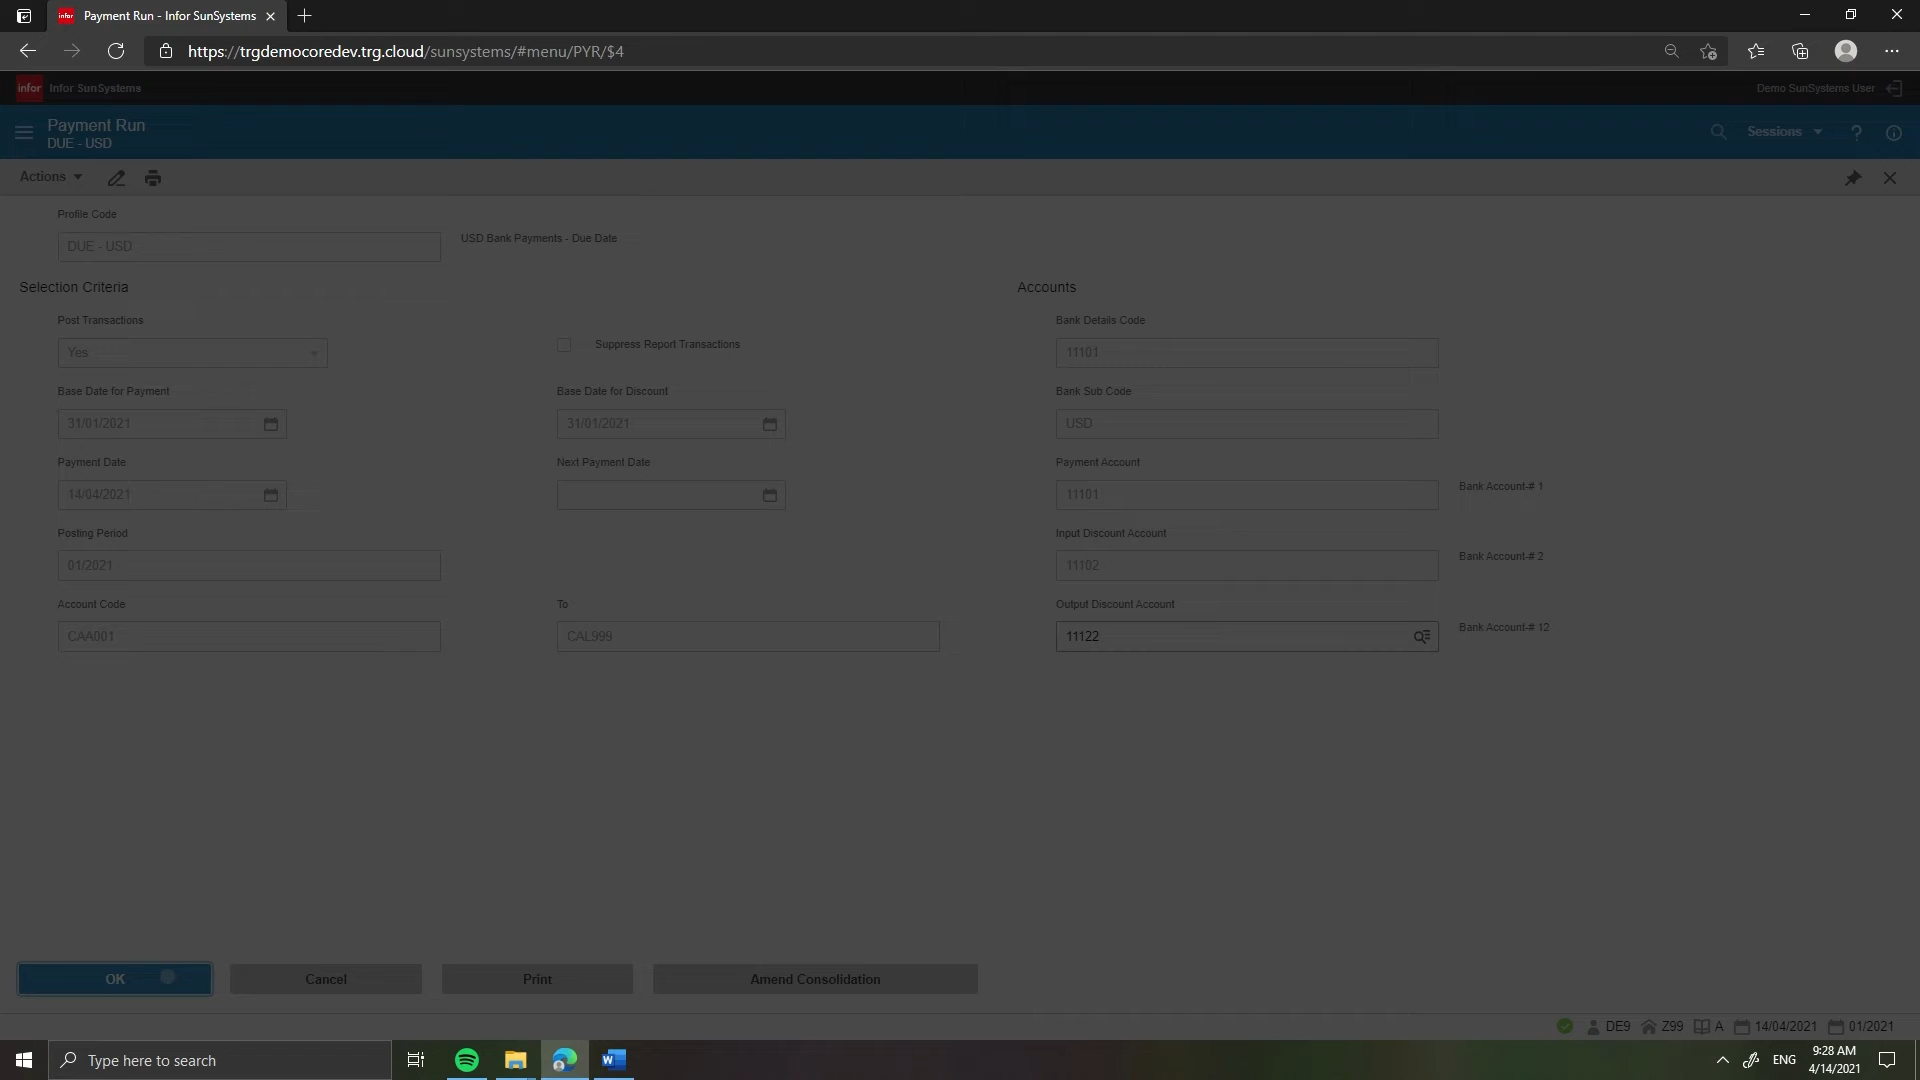 Payment Run - Infor SunSystems
https://trgdemocoredev.trg.cloud/sunsystems/#menu/PYR/$4
infor
Infor SunSystems
Demo SunSystems User
Payment Run
DUE - USD
Sessions
Actions
Profile Code
DUE - USD
USD Bank Payments - Due Date
Selection Criteria
Accounts
Post Transactions
Yes
Suppress Report Transactions
Bank Details Code
11101
Base Date for Payment
31/01/2021
Base Date for Discount
31/01/2021
Bank Sub Code
USD
Payment Date
14/04/2021
Next Payment Date
Payment Account
11101
Bank Account-# 1
Posting Period
01/2021
Input Discount Account
11102
Bank Account-# 2
Account Code
CAA001
To
CAL999
Output Discount Account
11122
Bank Account-# 12
OK
Cancel
Print
Amend Consolidation
DE9
Z99
A
14/04/2021
01/2021
Type here to search
ENG
9:28 AM
4/14/2021